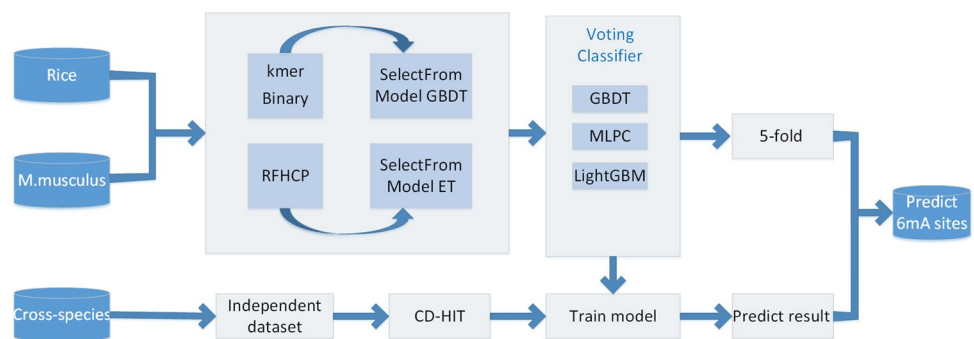 Rice
M.musculus
kmer
Binary
SelectFrom
Model GBDT
RFHCP
SelectFrom
Model ET
Voting
Classifier
GBDT
MLPC
LightGBM
5-fold
Predict
6mA sites
Cross-species
Independent
dataset
CD-HIT
Train model
Predict result